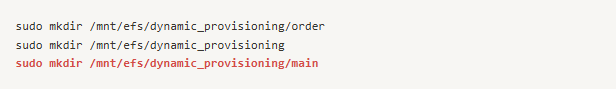 sudo mkdir /mnt/efs/dynamic_provisioning/order
sudo mkdir /mnt/efs/dynamic_provisioning
sudo mkdir /mnt/efs/dynamic_provisioning/main